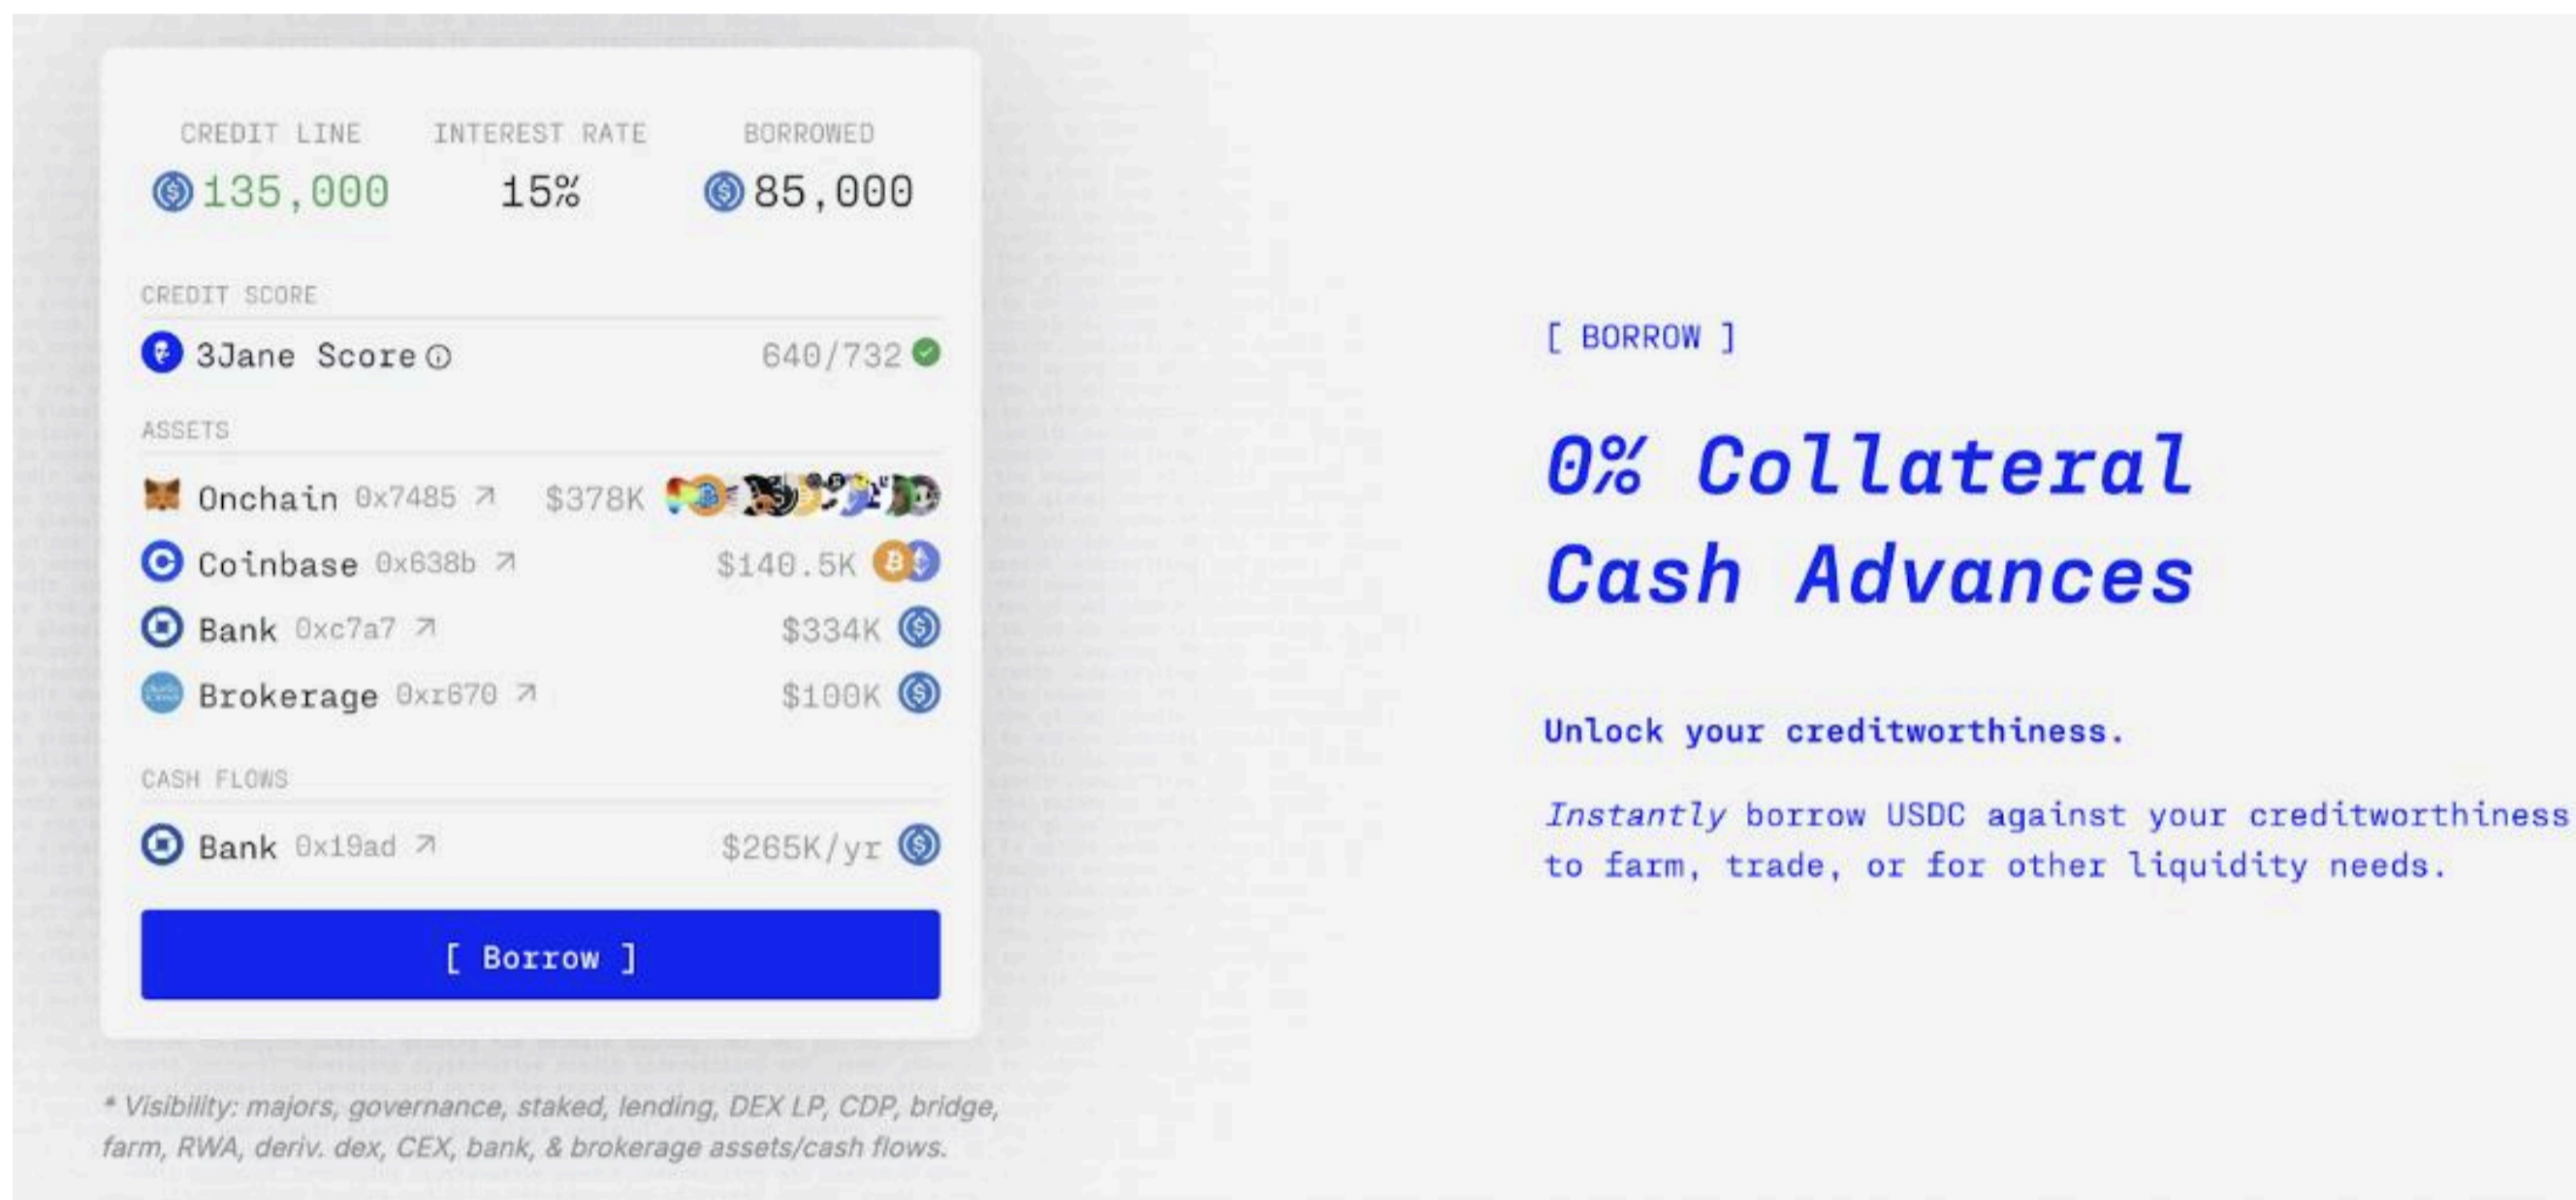 CREDIT LINE INTEREST RATE BORROWED
135,000 15% 85,000
CREDIT SCORE
3Jane Score 640/732
ASSETS
Onchain 0x7485 ↗ $378K
Coinbase 0x638b ↗ $140.5K
Bank 0xc7a7 ↗ $334K
Brokerage 0xr670 ↗ $100K
CASH FLOWS
Bank 0x19ad ↗ $265K/yr
[ Borrow ]
* Visibility: majors, governance, staked, lending, DEX LP, CDP, bridge,
farm, RWA, deriv. dex, CEX, bank, & brokerage assets/cash flows.
[ BORROW ]
0% Collateral
Cash Advances
Unlock your creditworthiness.
Instantly borrow USDC against your creditworthiness
to farm, trade, or for other liquidity needs.